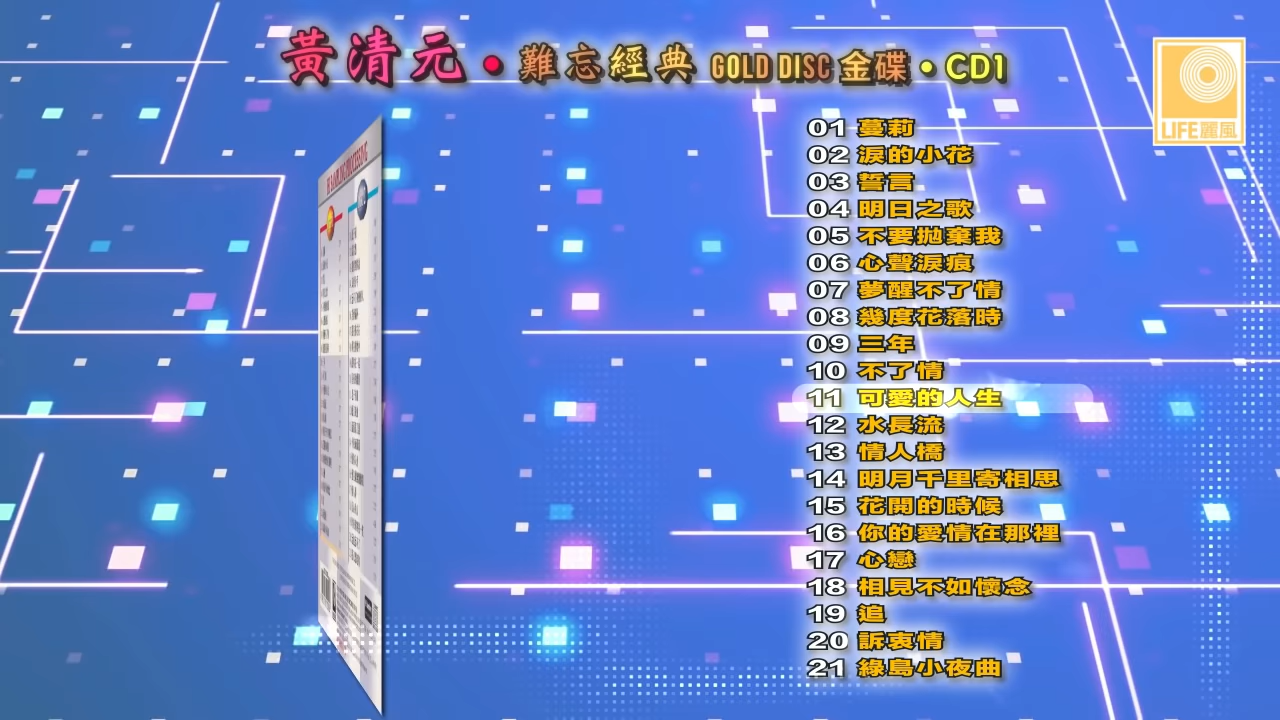 黃清元•難忘經典 GOLD DISC 金碟•CD1
LIFE麗風
01 蔓莉
02 淚的小花
03 誓言
04 明日之歌
05 不要拋棄我
06 心聲淚痕
07 夢醒不了情
08 幾度花落時
09 三年
10 不了情
11 可愛的人生
12 水長流
13 情人橋
14 明月千里寄相思
15 花開的時候
16 你的愛情在那裡
17 心戀
18 相見不如懷念
19 追
20 訴衷情
21 綠島小夜曲